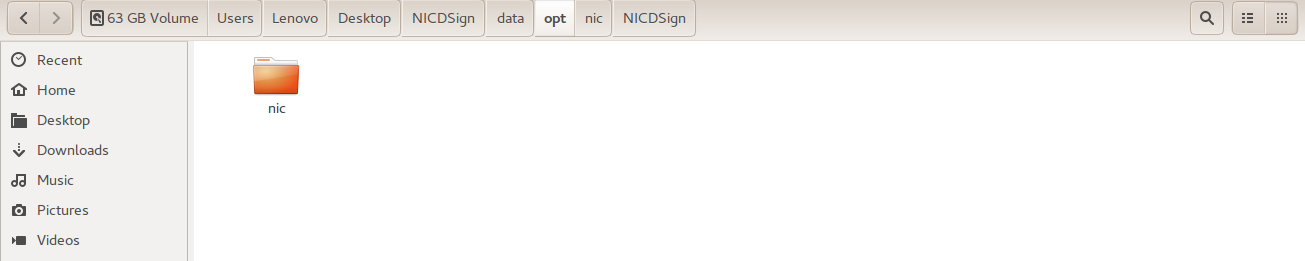 63 GB Volume Users Lenovo Desktop NICDSign data opt nic NICDSign
Recent
Home
Desktop
Downloads
Music
Pictures
Videos
nic